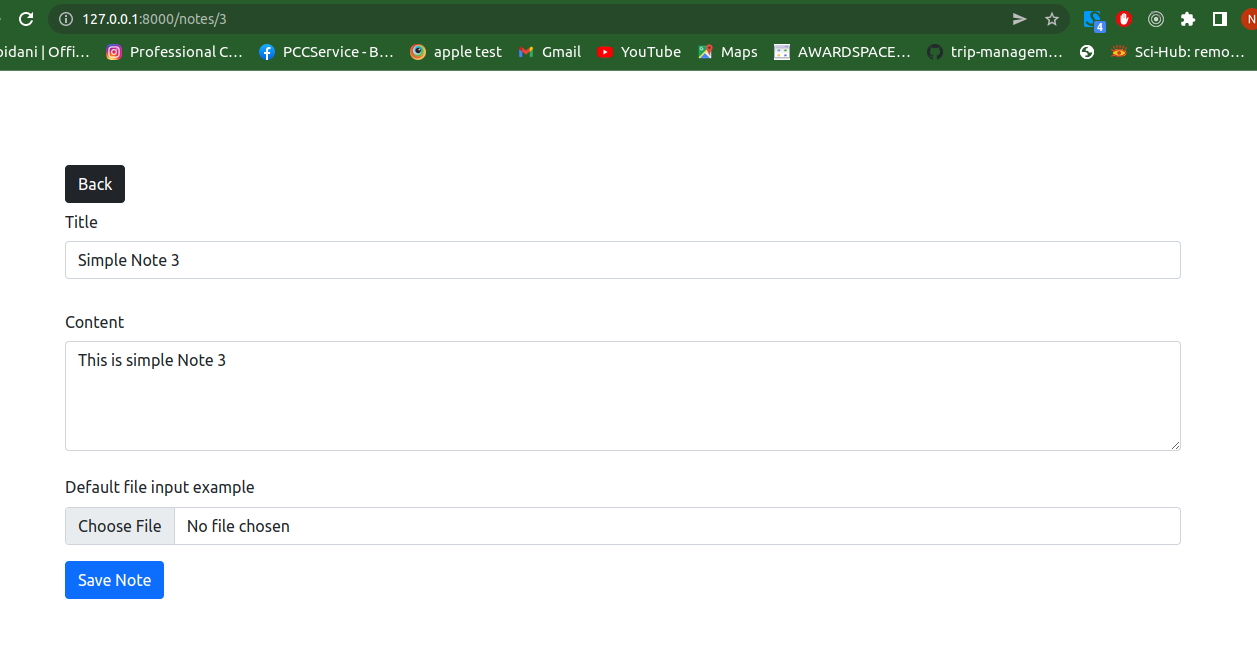 127.0.0.1:8000/notes/3
4
N
pidani | Offi... Professional C... PCCService - B... apple test Gmail YouTube Maps AWARDSPACE... trip-managem... Sci-Hub: remo...
Back
Title
Simple Note 3
Content
This is simple Note 3
Default file input example
Choose File No file chosen
Save Note